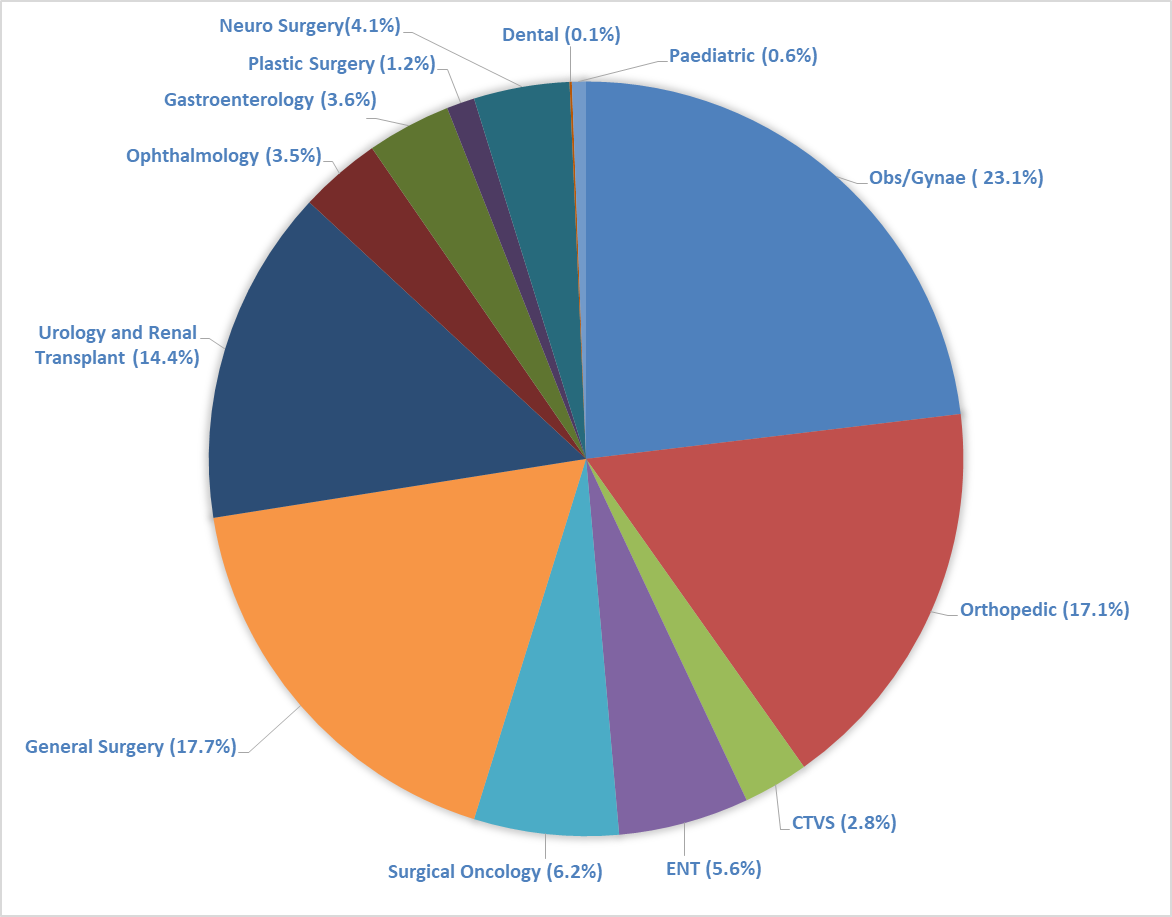 Neuro Surgery(4.1%)
Dental (0.1%)
Paediatric (0.6%)
Plastic Surgery (1.2%)
Gastroenterology (3.6%)
Ophthalmology (3.5%)
Obs/Gynae ( 23.1%)
Urology and Renal
Transplant (14.4%)
Orthopedic (17.1%)
General Surgery (17.7%)
CTVS (2.8%)
ENT (5.6%)
Surgical Oncology (6.2%)